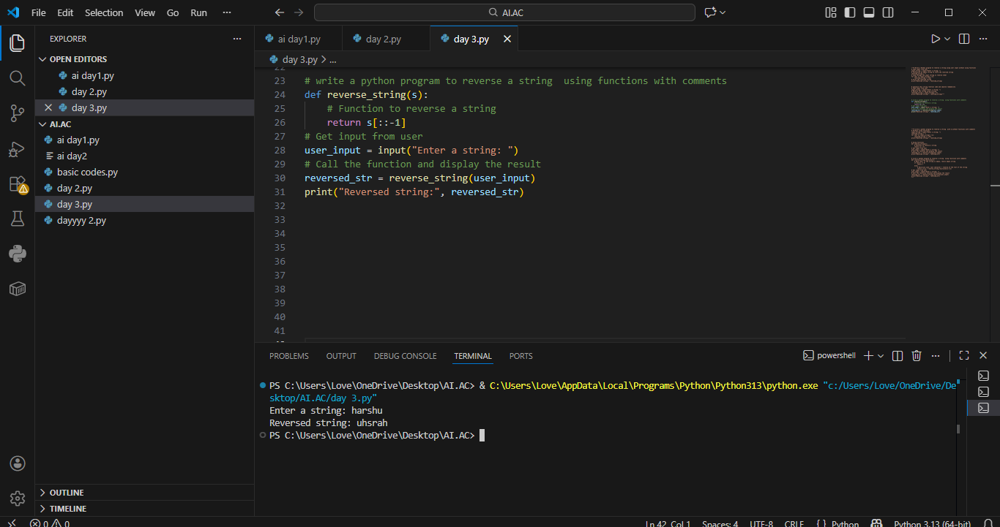 File Edit Selection View Go Run ··· AI.AC
EXPLORER ···
OPEN EDITORS
ai day1.py
day 2.py
day 3.py
AI.AC
ai day1.py
ai day2
basic codes.py
day 2.py
day 3.py
dayyyy 2.py
OUTLINE
TIMELINE
ai day1.py day 2.py day 3.py
day 3.py > ...
22
23 # write a python program to reverse a string  using functions with comments
24 def reverse_string(s):
25     # Function to reverse a string
26     return s[::-1]
27 # Get input from user
28 user_input = input("Enter a string: ")
29 # Call the function and display the result
30 reversed_str = reverse_string(user_input)
31 print("Reversed string:", reversed_str)
32
33
34
35
36
37
38
39
40
41
PROBLEMS OUTPUT DEBUG CONSOLE TERMINAL PORTS powershell
PS C:\Users\Love\OneDrive\Desktop\AI.AC> & C:\Users\Love\AppData\Local\Programs\Python\Python313\python.exe "c:/Users/Love/OneDrive/De
sktop/AI.AC/day 3.py"
Enter a string: harshu
Reversed string: uhsrah
PS C:\Users\Love\OneDrive\Desktop\AI.AC>
0 0 Ln 42, Col 1 Spaces: 4 UTF-8 CRLF { } Python Python 3.13 (64-bit)